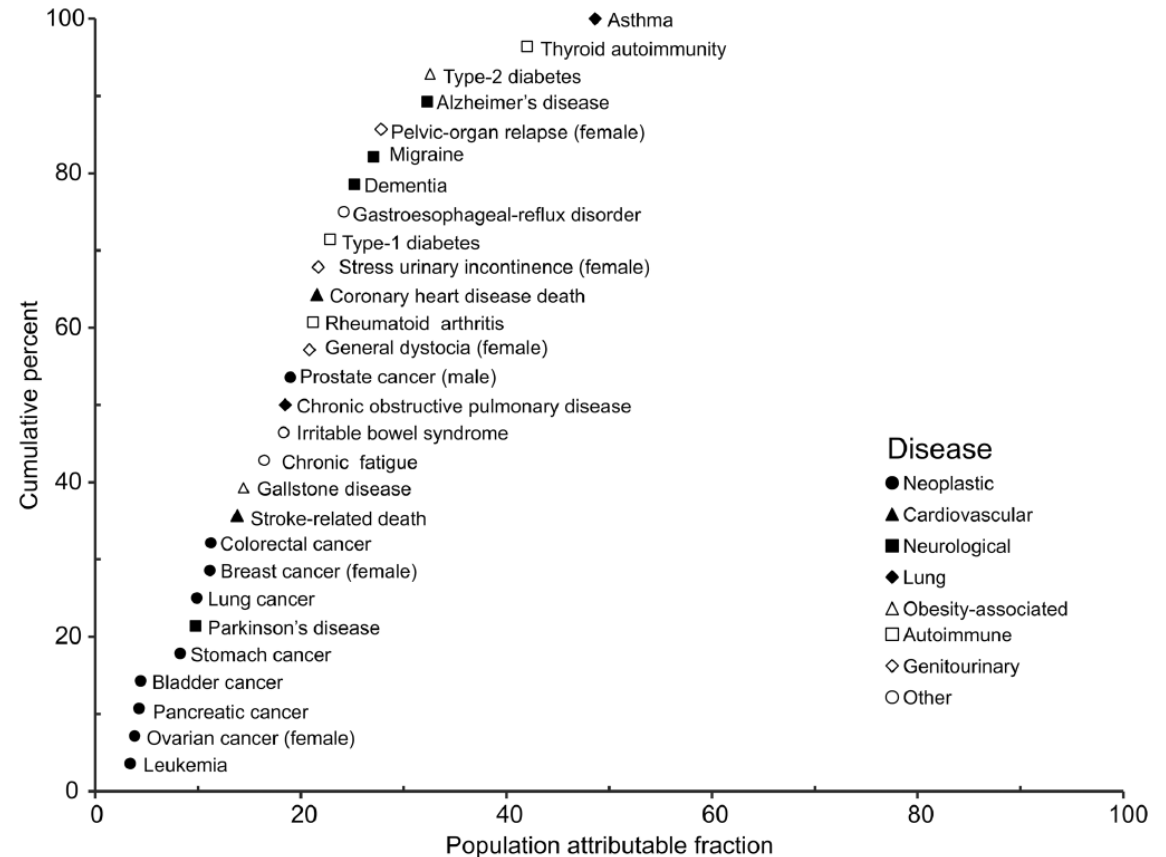 100
Asthma
Thyroid autoimmunity
Type-2 diabetes
Alzheimer's disease
Pelvic-organ relapse (female)
Migraine
80
Dementia
Gastroesophageal-reflux disorder
Type-1 diabetes
Stress urinary incontinence (female)
Coronary heart disease death
60
Rheumatoid arthritis
General dystocia (female)
Prostate cancer (male)
Chronic obstructive pulmonary disease
Irritable bowel syndrome
Chronic fatigue
40
Gallstone disease
Stroke-related death
Colorectal cancer
Breast cancer (female)
Lung cancer
Parkinson's disease
20
Stomach cancer
Bladder cancer
Pancreatic cancer
Ovarian cancer (female)
Leukemia
0
Cumulative percent
Disease
Neoplastic
Cardiovascular
Neurological
Lung
Obesity-associated
Autoimmune
Genitourinary
Other
0 20 40 60 80 100
Population attributable fraction